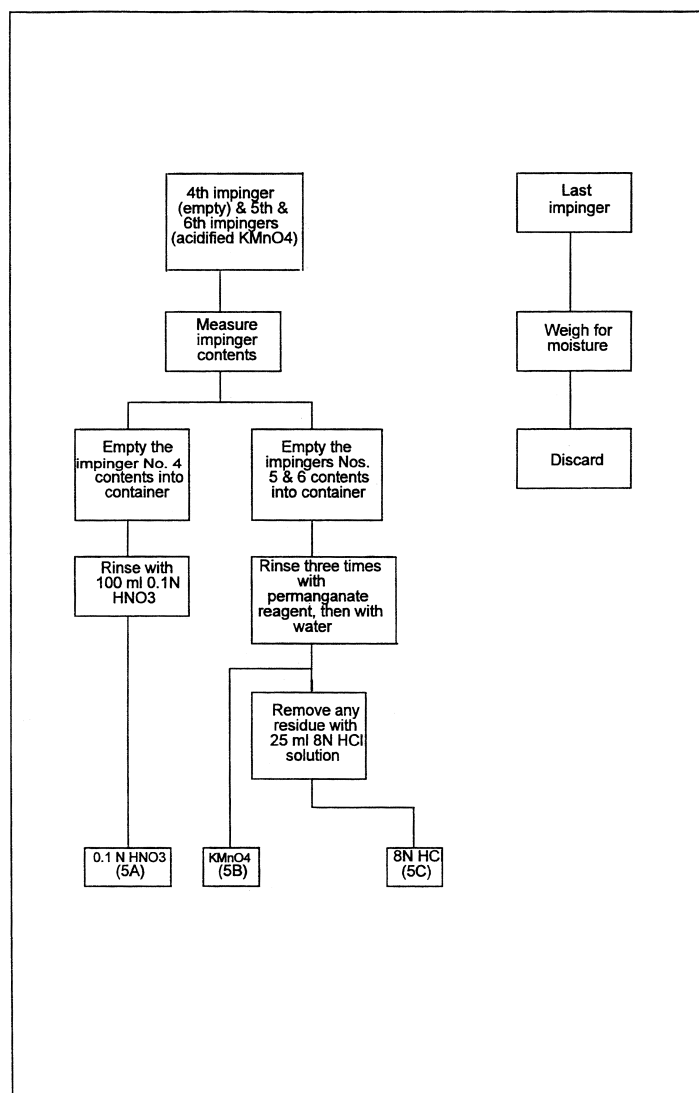 4th impinger
(empty) & 5th &
6th impingers
(acidified KMnO4)
Last
impinger
Measure
impinger
contents
Weigh for
moisture
Empty the
impinger No. 4
contents into
container
Empty the
impingers Nos.
5 & 6 contents
into container
Discard
Rinse with
100 ml 0.1N
HNO3
Rinse three times
with
permanganate
reagent, then with
water
Remove any
residue with
25 ml 8N HCl
solution
0.1 N HNO3
(5A)
KMnO4
(5B)
8N HC
(5C)